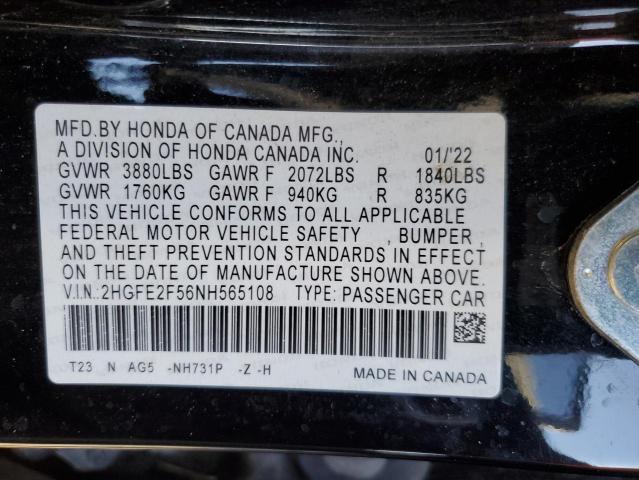 MFD.BY HONDA OF CANADA MFG.,
A DIVISION OF HONDA CANADA INC. 01/'22
GVWR 3880LBS GAWR F 2072LBS R 1840LBS
GVWR 1760KG GAWR F 940KG R 835KG
THIS VEHICLE CONFORMS TO ALL APPLICABLE
FEDERAL MOTOR VEHICLE SAFETY , BUMPER ,
AND THEFT PREVENTION STANDARDS IN EFFECT
ON THE DATE OF MANUFACTURE SHOWN ABOVE.
V.I.N.:2HGFE2F56NH565108 TYPE: PASSENGER CAR
T23 N AG5 -NH731P -Z -H
MADE IN CANADA